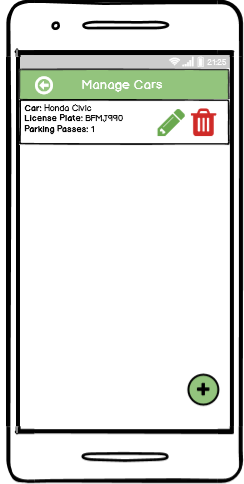 21:25
Manage Cars
Car: Honda Civic
License Plate: BFMJ990
Parking Passes: 1